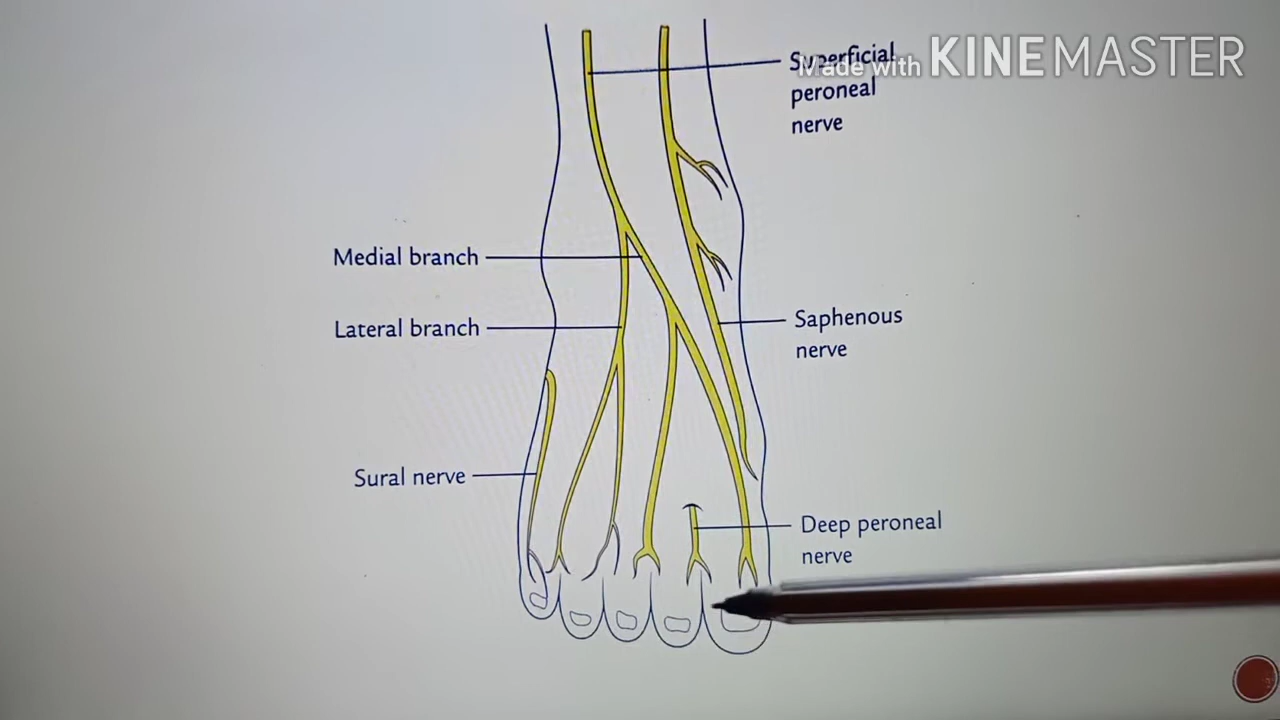 Superficial
peroneal
nerve
Made with KINEMASTER
Medial branch
Lateral branch
Saphenous
nerve
Sural nerve
Deep peroneal
nerve